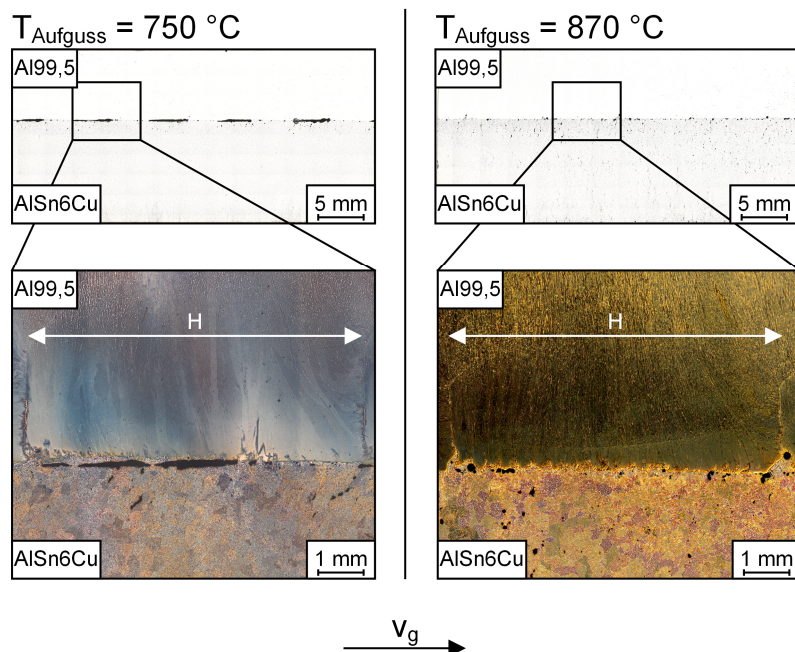 T_Aufguss = 750 °C
Al99,5
AlSn6Cu
5 mm
Al99,5
H
AlSn6Cu
1 mm
T_Aufguss = 870 °C
Al99,5
AlSn6Cu
5 mm
Al99,5
H
AlSn6Cu
1 mm
v_g